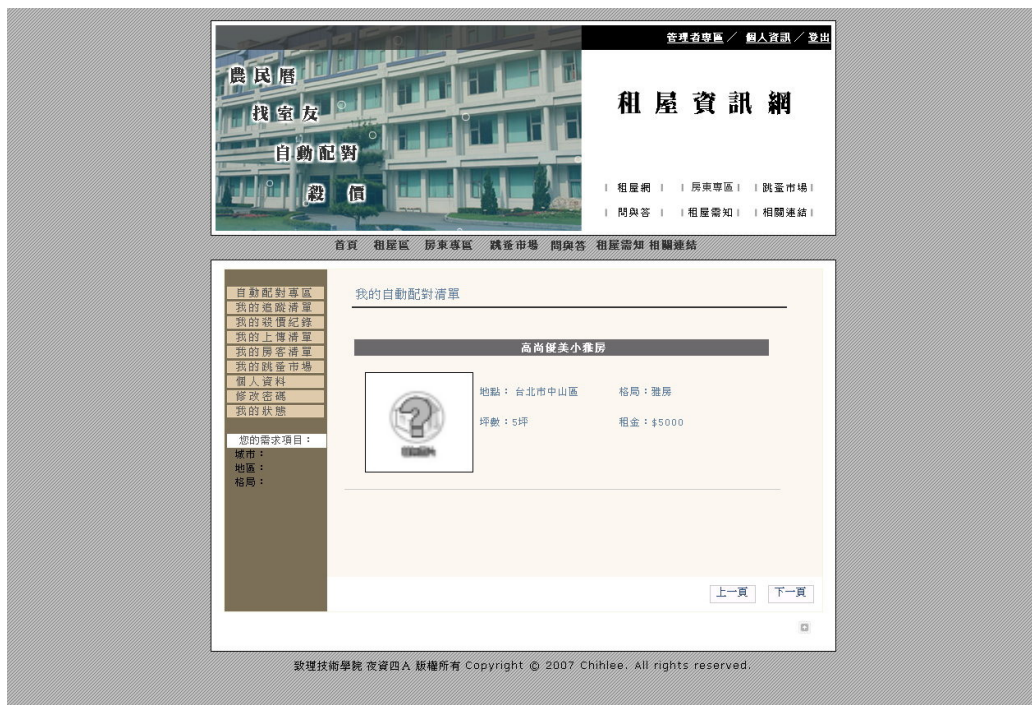 管理者專區╱ 個人資訊╱登出
農民曆
找室友
自動配對
殺 價
租屋資訊網
| 租屋網 | | 房東專區 | | 跳蚤市場 |
| 問與答 | | 租屋需知 | | 相關連結 |
首頁 租屋區 房東專區 跳蚤市場 問與答 租屋需知 相關連結
自動配對專區
我的追蹤清單
我的殺價紀錄
我的上傳清單
我的房客清單
我的跳蚤市場
個人資料
修改密碼
我的狀態
您的需求項目：
城市：
地區：
格局：
我的自動配對清單
高尚優美小雅房
地點： 台北市中山區 格局：雅房
坪數：5坪 租金：$5000
上一頁 下一頁
致理技術學院 夜資四A 版權所有 Copyright © 2007 Chihlee. All rights reserved.